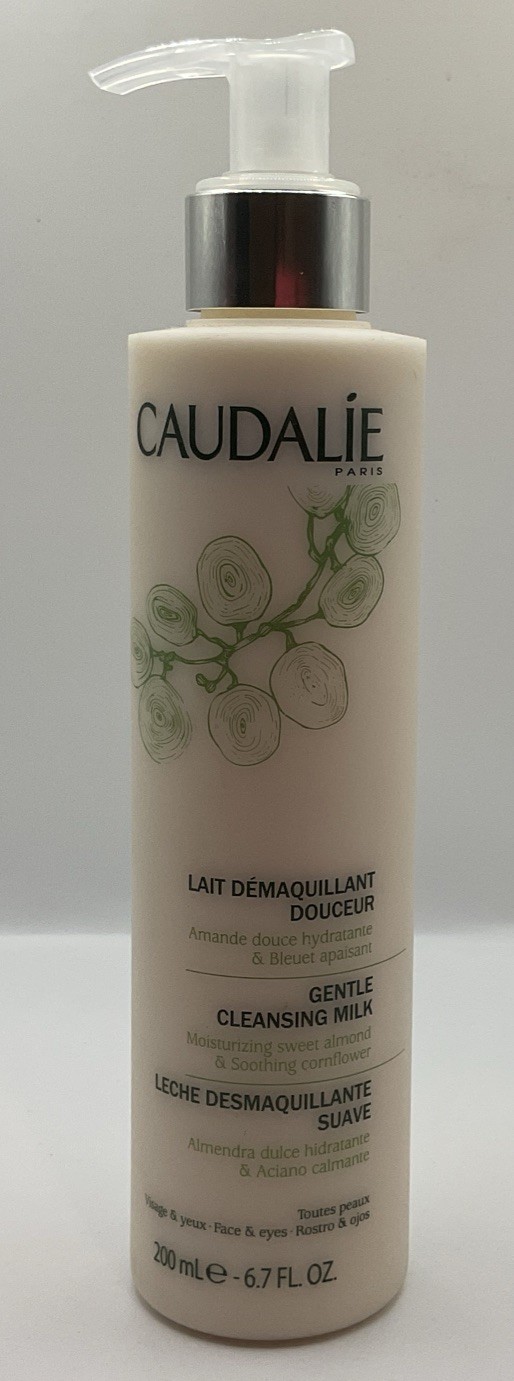 CAUDALÍE
PARIS
LAIT DÉMAQUILLANT
DOUCEUR
Amande douce hydratante
& Bleuet apaisant
GENTLE
CLEANSING MILK
Moisturizing sweet almond
& Soothing cornflower
LECHE DESMAQUILLANTE
SUAVE
Almendra dulce hidratante
& Aciano calmante
Toutes peaux
Visage & yeux · Face & eyes · Rostro & ojos
200 mL e - 6.7 FL. OZ.